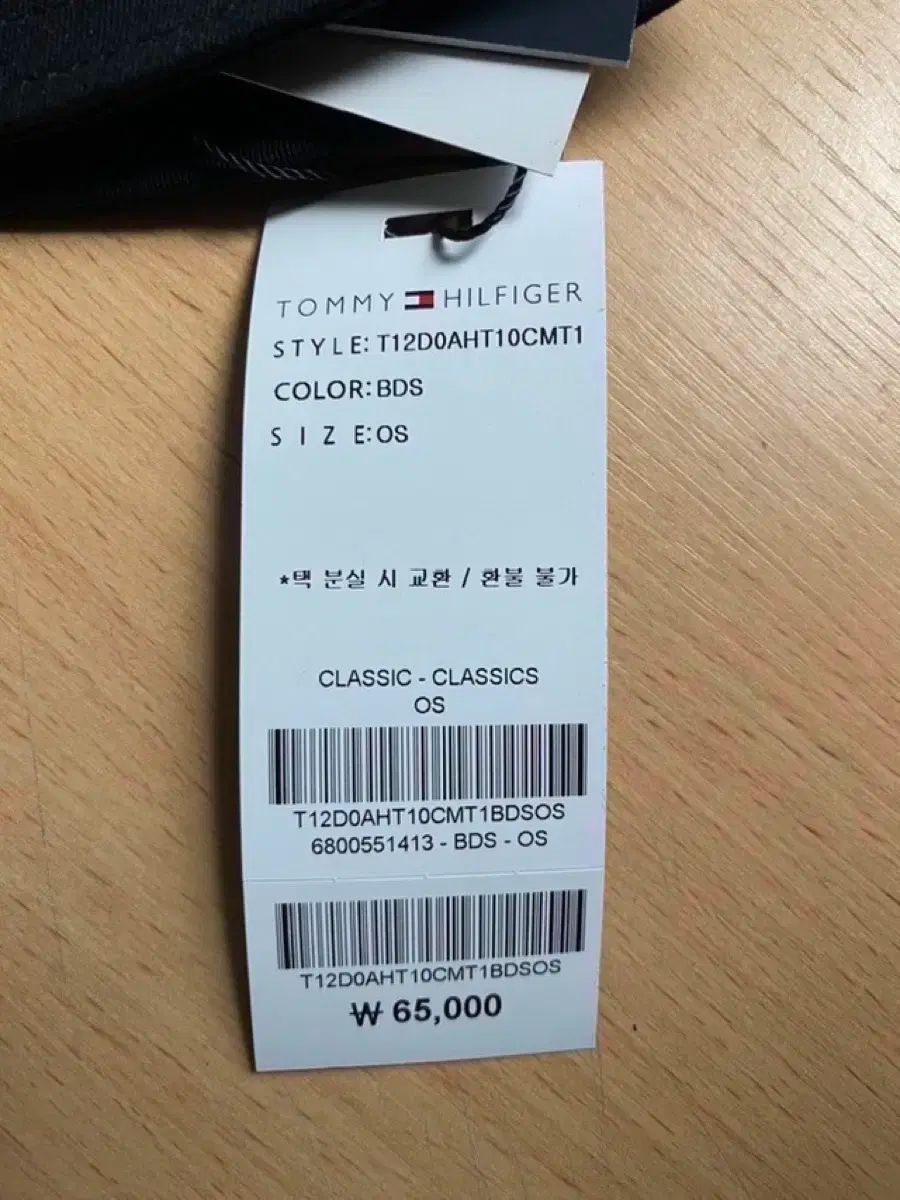 TOMMY HILFIGER
STYLE: T12D0AHT10CMT1
COLOR: BDS
SIZE: OS
*택 분실 시 교환 / 환불 불가
CLASSIC - CLASSICS
OS
T12D0AHT10CMT1BDSOS
6800551413 - BDS - OS
T12D0AHT10CMT1BDSOS
₩ 65,000